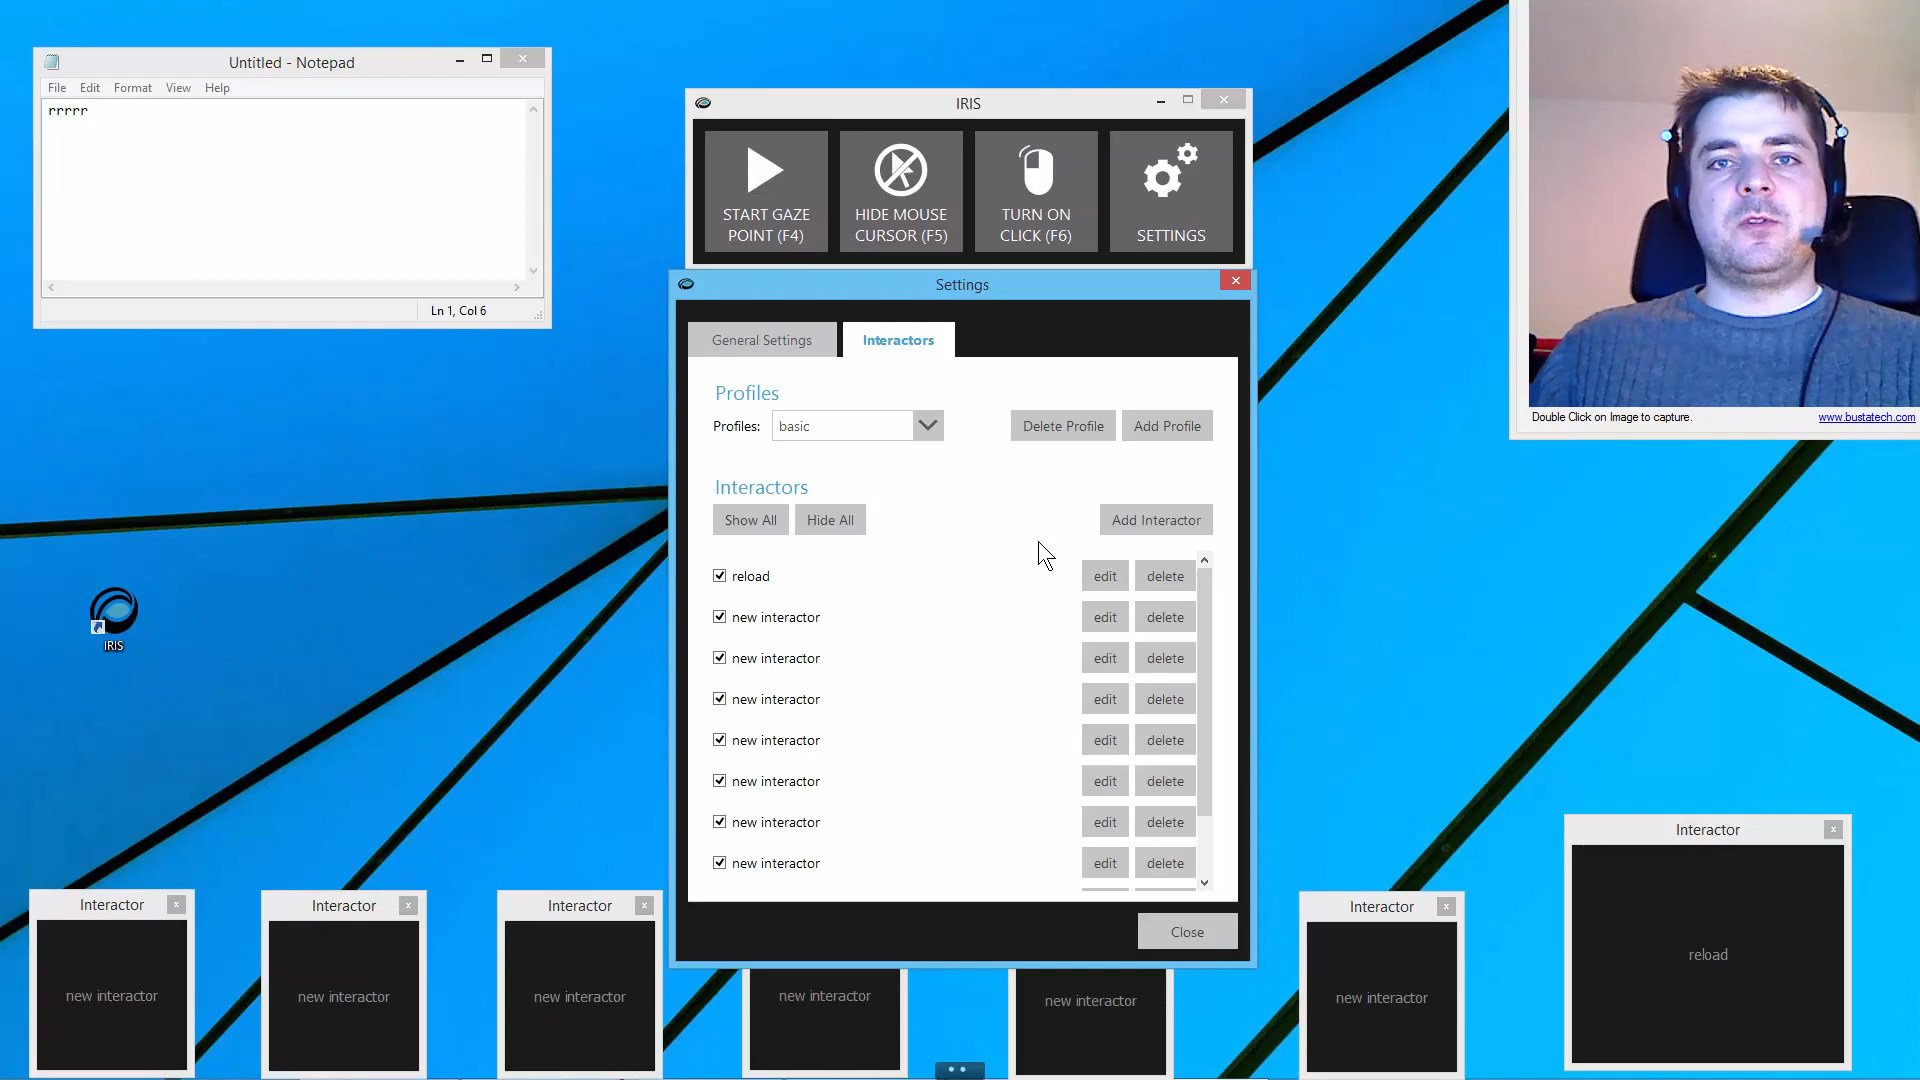 Untitled - Notepad
File Edit Format View Help
rrrrr
Ln 1, Col 6
IRIS
START GAZE
POINT (F4)
HIDE MOUSE
CURSOR (F5)
TURN ON
CLICK (F6)
SETTINGS
Double Click on Image to capture. www.bustatech.com
Settings
General Settings Interactors
Profiles
Profiles: basic Delete Profile Add Profile
Interactors
Show All Hide All Add Interactor
reload edit delete
new interactor edit delete
new interactor edit delete
new interactor edit delete
new interactor edit delete
new interactor edit delete
new interactor edit delete
new interactor edit delete
Close
IRIS
Interactor
new interactor
Interactor
new interactor
Interactor
new interactor
new interactor
new interactor
Interactor
new interactor
Interactor
reload